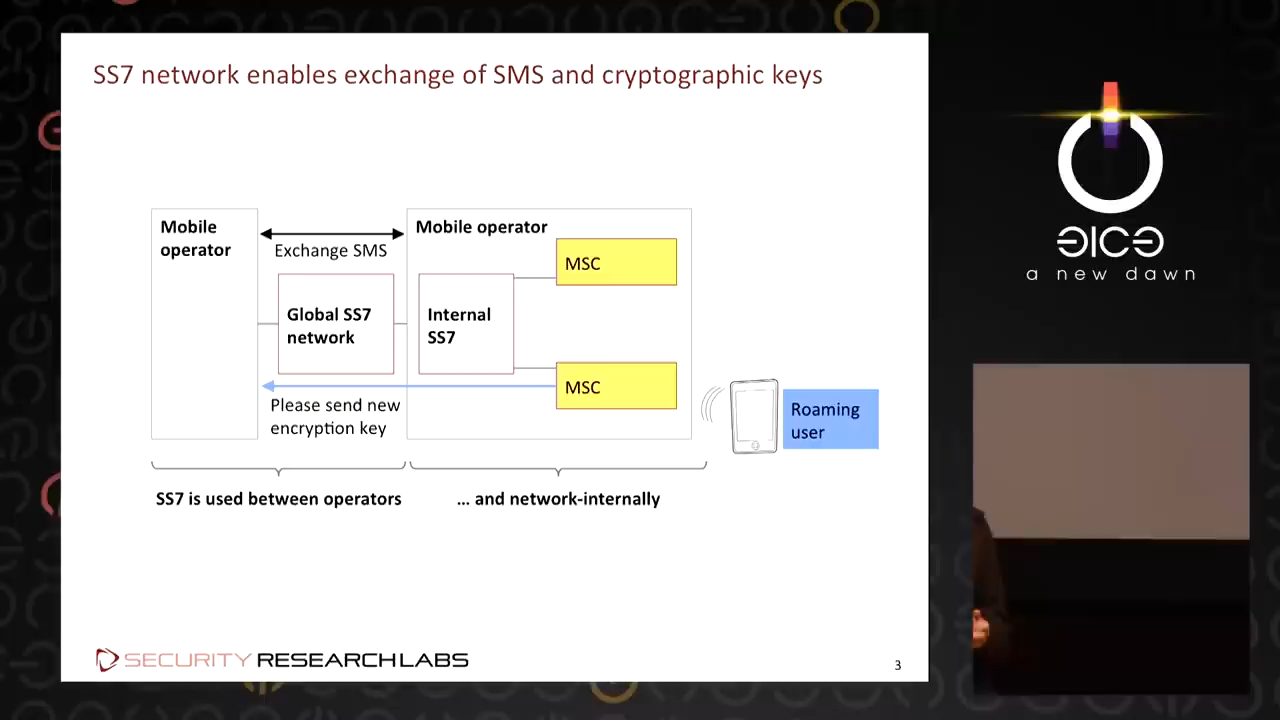 SS7 network enables exchange of SMS and cryptographic keys
Mobile
operator
Exchange SMS
Mobile operator
MSC
Global SS7
network
Internal
SS7
MSC
Please send new
encryption key
Roaming
user
SS7 is used between operators
... and network-internally
SECURITY RESEARCH LABS
3
a new dawn